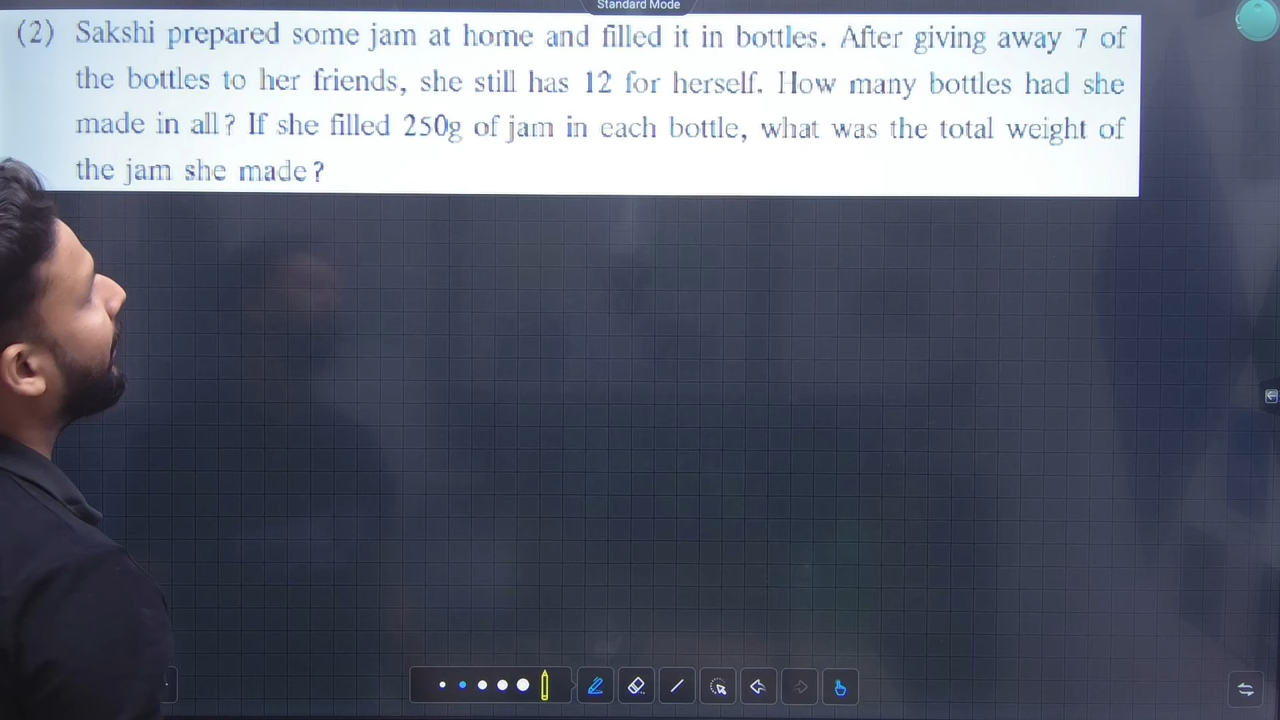 Standard Mode
(2) Sakshi prepared some jam at home and filled it in bottles. After giving away 7 of
the bottles to her friends, she still has 12 for herself. How many bottles had she
made in all? If she filled 250g of jam in each bottle, what was the total weight of
the jam she made?